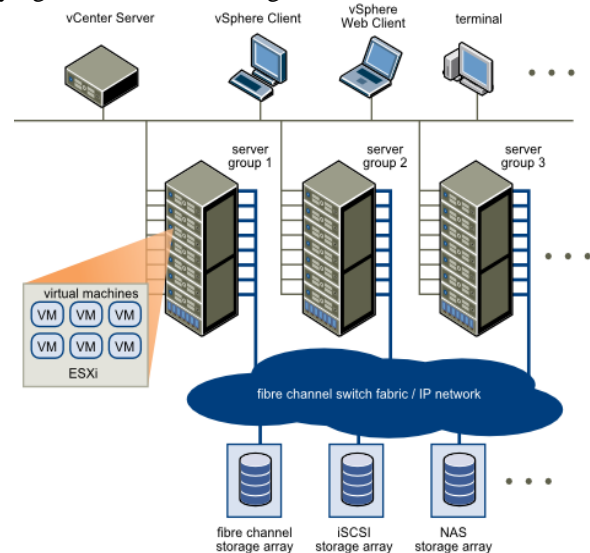 vCenter Server
vSphere Client
vSphere
Web Client
terminal
server
group 1
server
group 2
server
group 3
virtual machines
VM VM VM
VM VM VM
ESXi
fibre channel switch fabric / IP network
fibre channel
storage array
iSCSI
storage array
NAS
storage array